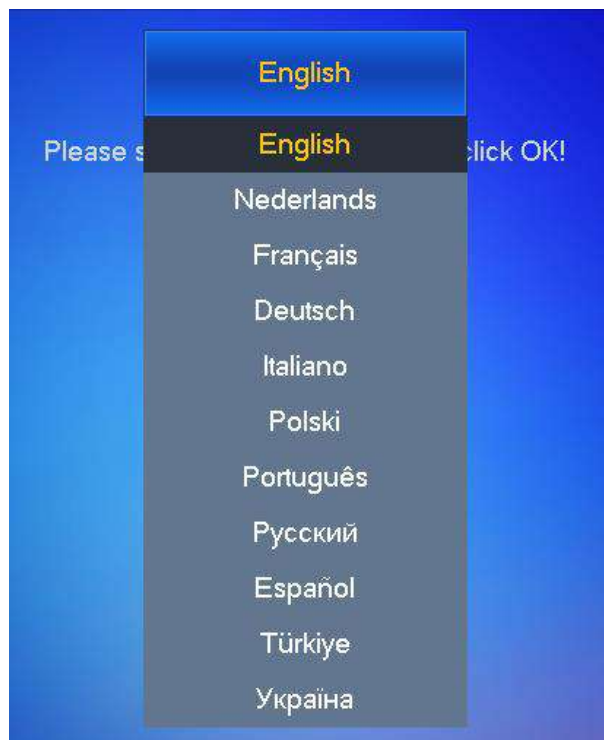 English
English
Please s click OK!
Nederlands
Français
Deutsch
Italiano
Polski
Português
Русский
Español
Türkiye
Україна